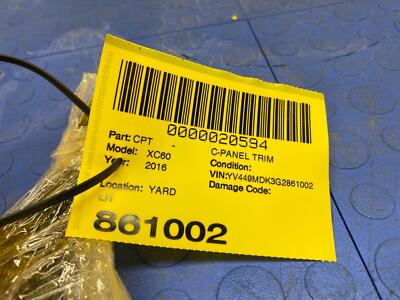 0000020594
Part: CPT - C-PANEL TRIM
Model: XC60 Condition:
Year: 2016 VIN:YV449MDK3G2861002
Location: YARD Damage Code:
LH
861002